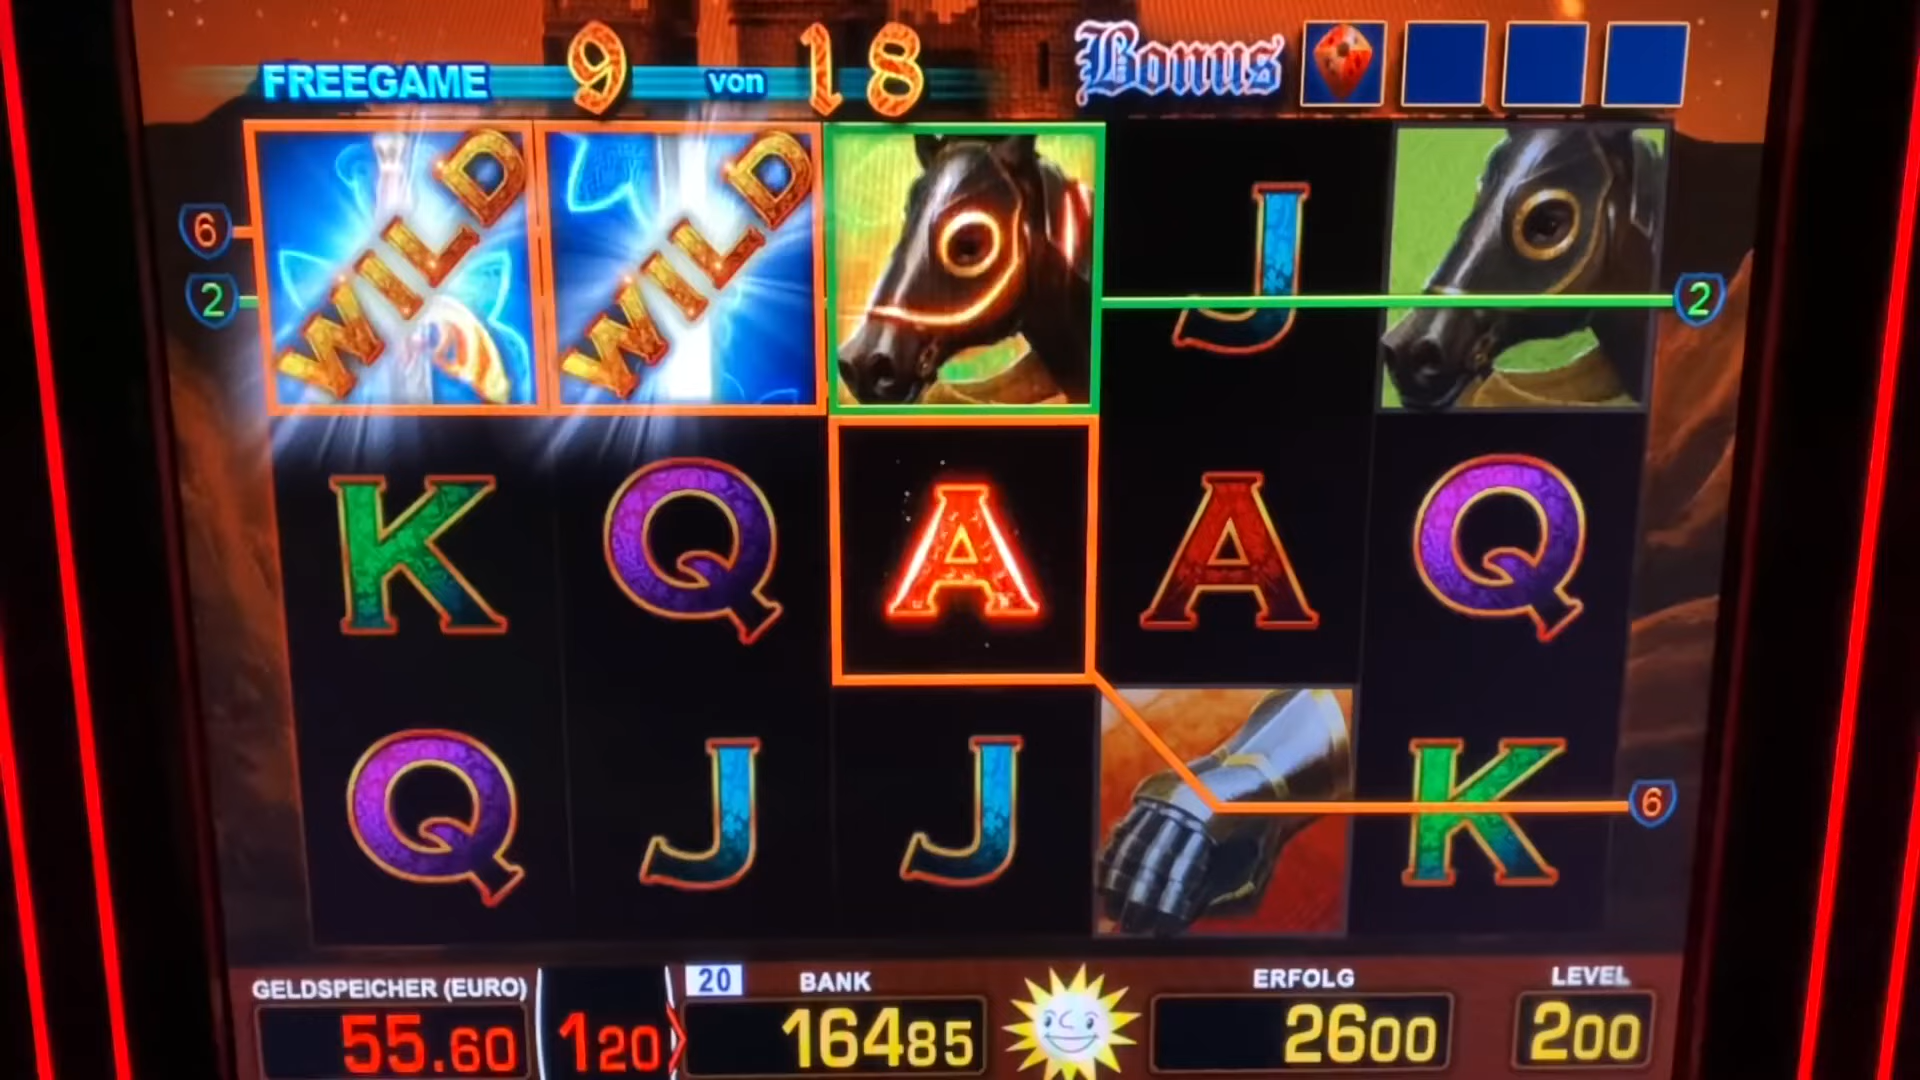 FREEGAME 9 von 18 Bonus
WILD WILD J
6
2 2
K Q A A Q
Q J J K
6
GELDSPEICHER (EURO) 20 BANK ERFOLG LEVEL
55.60 120 16485 2600 200